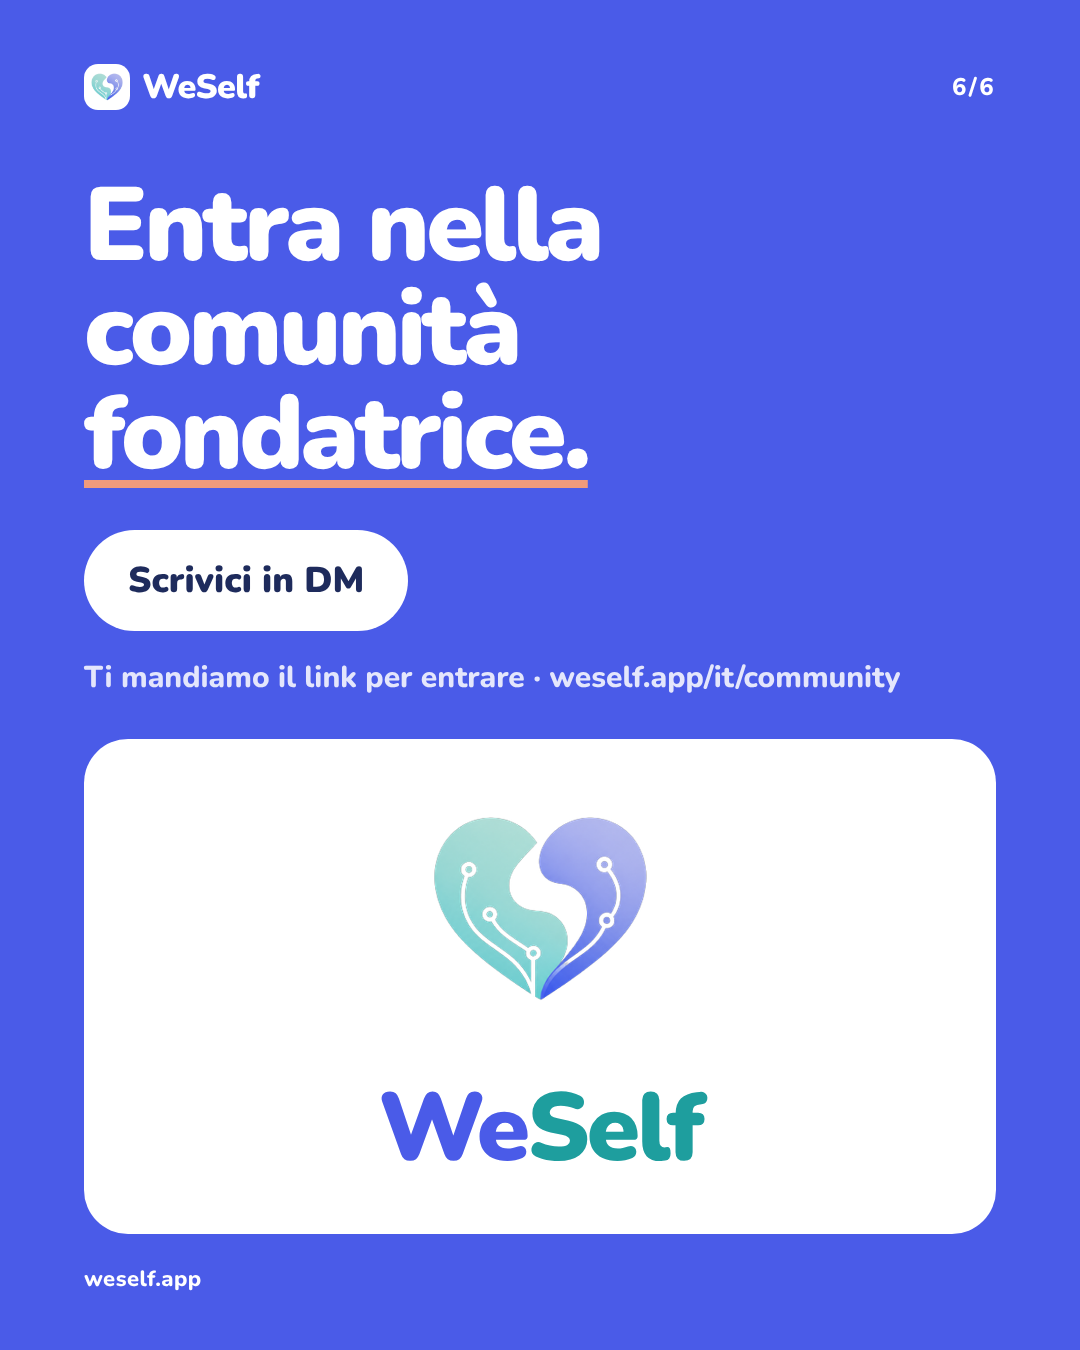 WeSelf
6/6
Entra nella
comunità
fondatrice.
Scrivici in DM
Ti mandiamo il link per entrare · weself.app/it/community
WeSelf
weself.app